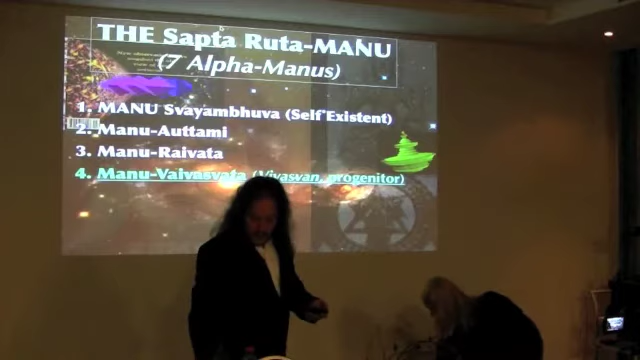 THE Sapta Ruta-MANU
(7 Alpha-Manus)
1. MANU Svayambhuva (Self Existent)
2. Manu-Auttami
3. Manu-Raivata
4. Manu-Vaivasvata (Vivasvan, progenitor)